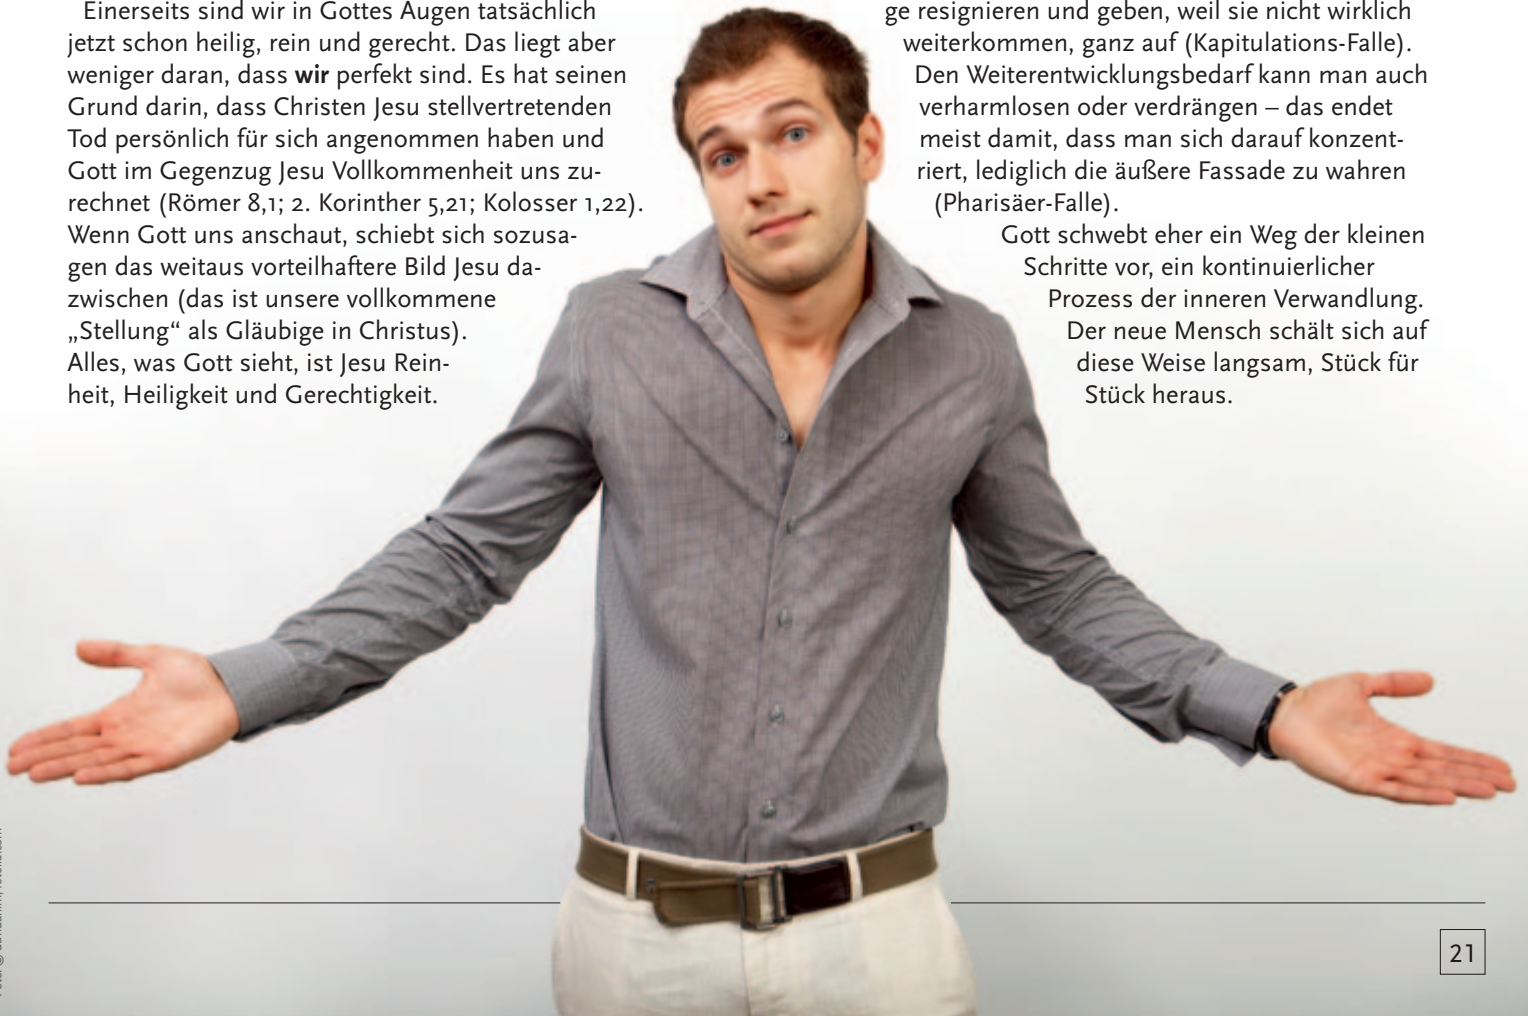 Einerseits sind wir in Gottes Augen tatsächlich
jetzt schon heilig, rein und gerecht. Das liegt aber
weniger daran, dass wir perfekt sind. Es hat seinen
Grund darin, dass Christen Jesu stellvertretenden
Tod persönlich für sich angenommen haben und
Gott im Gegenzug Jesu Vollkommenheit uns zu-
rechnet (Römer 8,1; 2. Korinther 5,21; Kolosser 1,22).
Wenn Gott uns anschaut, schiebt sich sozusa-
gen das weitaus vorteilhaftere Bild Jesu da-
zwischen (das ist unsere vollkommene
„Stellung“ als Gläubige in Christus).
Alles, was Gott sieht, ist Jesu Rein-
heit, Heiligkeit und Gerechtigkeit.
ge resignieren und geben, weil sie nicht wirklich
weiterkommen, ganz auf (Kapitulations-Falle).
Den Weiterentwicklungsbedarf kann man auch
verharmlosen oder verdrängen – das endet
meist damit, dass man sich darauf konzent-
riert, lediglich die äußere Fassade zu wahren
(Pharisäer-Falle).
Gott schwebt eher ein Weg der kleinen
Schritte vor, ein kontinuierlicher
Prozess der inneren Verwandlung.
Der neue Mensch schält sich auf
diese Weise langsam, Stück für
Stück heraus.
21